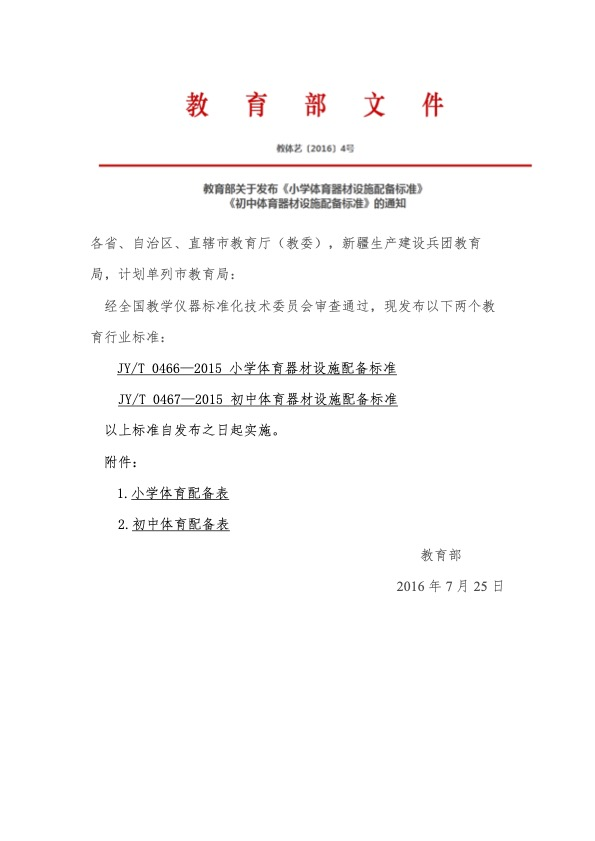 教育部文件
教体艺〔2016〕4号
教育部关于发布《小学体育器材设施配备标准》
《初中体育器材设施配备标准》的通知
各省、自治区、直辖市教育厅（教委），新疆生产建设兵团教育
局，计划单列市教育局：
经全国教学仪器标准化技术委员会审查通过，现发布以下两个教
育行业标准：
JY/T 0466—2015 小学体育器材设施配备标准
JY/T 0467—2015 初中体育器材设施配备标准
以上标准自发布之日起实施。
附件：
1.小学体育配备表
2.初中体育配备表
教育部
2016年7月25日